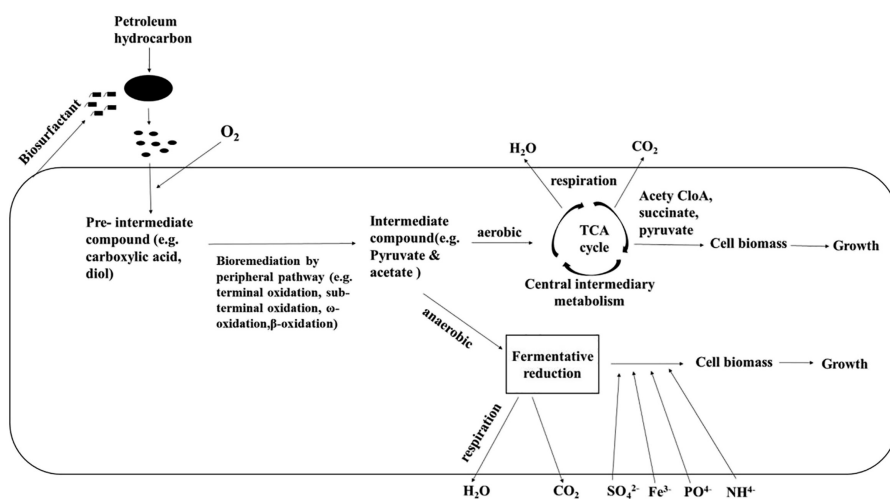 Petroleum
hydrocarbon
Biosurfactant
O₂
H₂O
CO₂
respiration
Pre- intermediate
compound (e.g.
carboxylic acid,
diol)
Bioremediation by
peripheral pathway (e.g.
terminal oxidation, sub-
terminal oxidation, ω-
oxidation,β-oxidation)
Intermediate
compound(e.g.
Pyruvate &
acetate )
aerobic
TCA
cycle
Acety CloA,
succinate,
pyruvate
Cell biomass
Growth
Central intermediary
metabolism
anaerobic
Fermentative
reduction
Cell biomass
Growth
respiration
H₂O
CO₂
SO₄²⁻
Fe³⁻
PO⁴⁻
NH⁴⁻